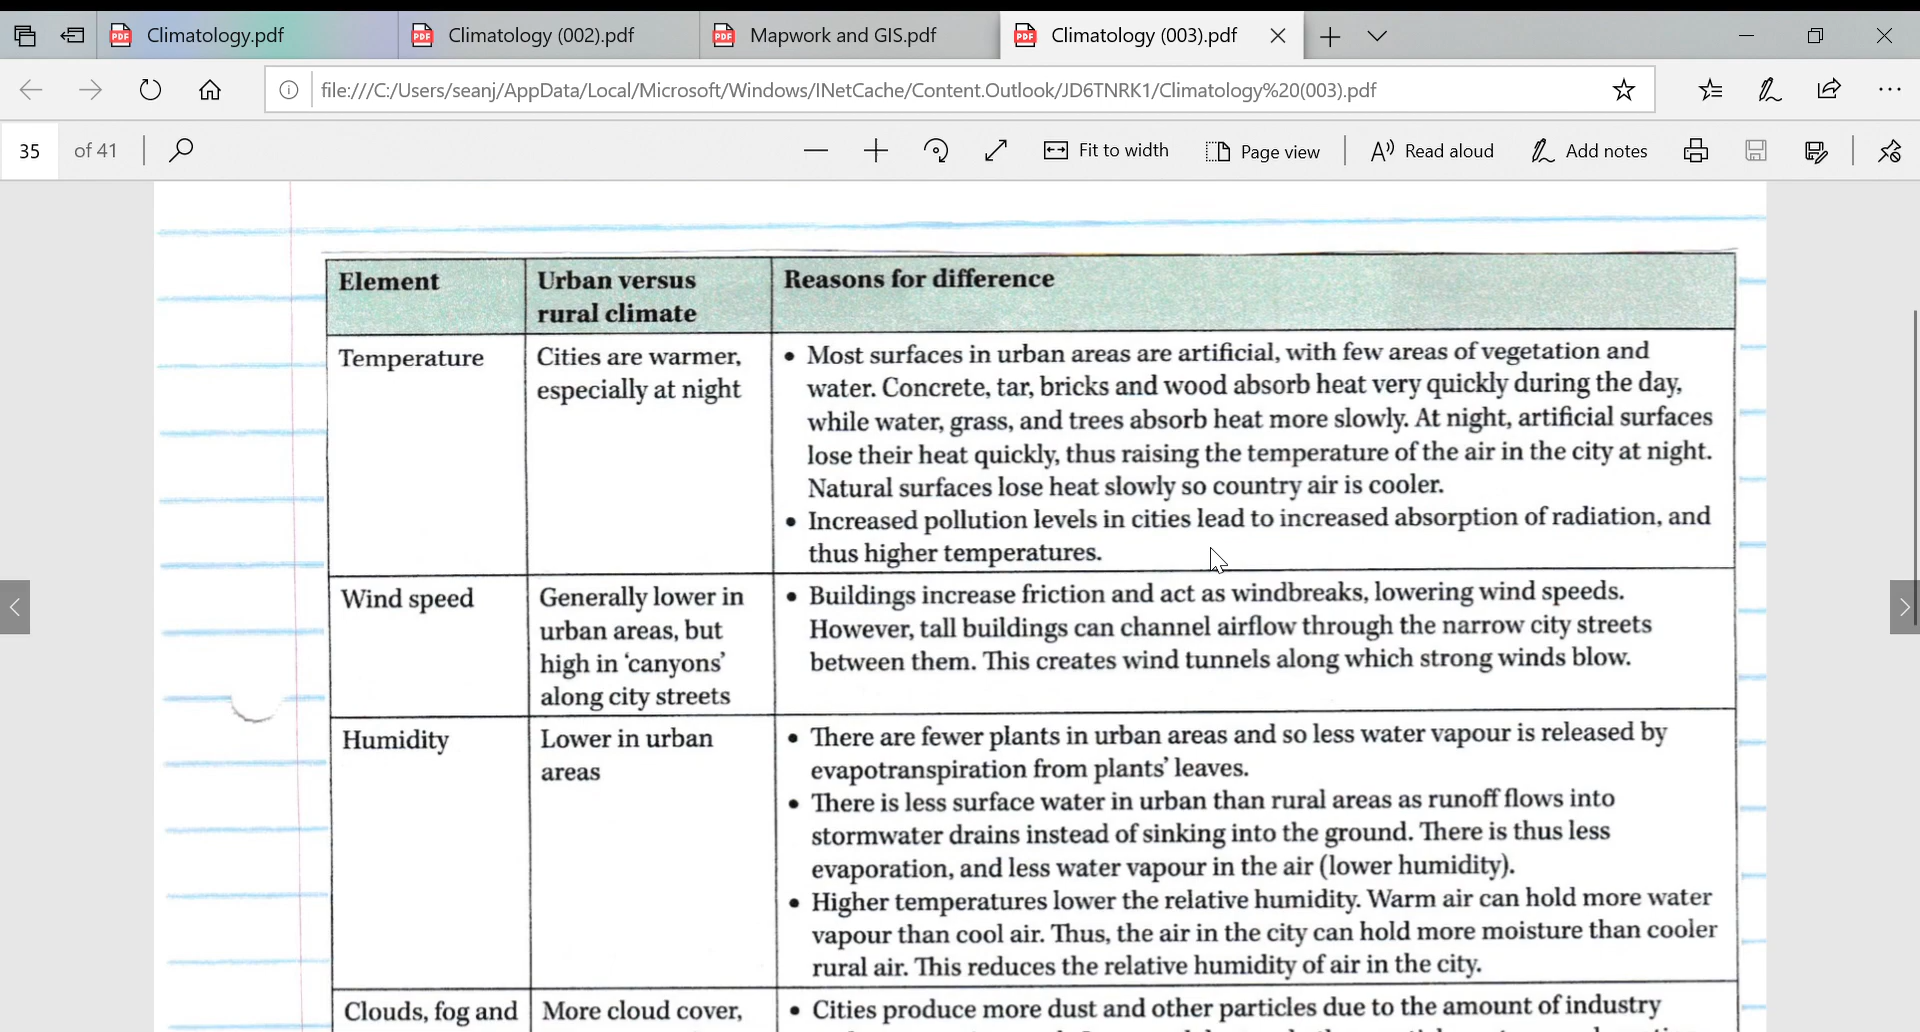 Climatology.pdf
Climatology (002).pdf
Mapwork and GIS.pdf
Climatology (003).pdf
file:///C:/Users/seanj/AppData/Local/Microsoft/Windows/INetCache/Content.Outlook/JD6TNRK1/Climatology%20(003).pdf
35 of 41
Fit to width
Page view
Read aloud
Add notes
Element
Urban versus
rural climate
Reasons for difference
Temperature
Cities are warmer,
especially at night
• Most surfaces in urban areas are artificial, with few areas of vegetation and
water. Concrete, tar, bricks and wood absorb heat very quickly during the day,
while water, grass, and trees absorb heat more slowly. At night, artificial surfaces
lose their heat quickly, thus raising the temperature of the air in the city at night.
Natural surfaces lose heat slowly so country air is cooler.
• Increased pollution levels in cities lead to increased absorption of radiation, and
thus higher temperatures.
Wind speed
Generally lower in
urban areas, but
high in ‘canyons’
along city streets
• Buildings increase friction and act as windbreaks, lowering wind speeds.
However, tall buildings can channel airflow through the narrow city streets
between them. This creates wind tunnels along which strong winds blow.
Humidity
Lower in urban
areas
• There are fewer plants in urban areas and so less water vapour is released by
evapotranspiration from plants’ leaves.
• There is less surface water in urban than rural areas as runoff flows into
stormwater drains instead of sinking into the ground. There is thus less
evaporation, and less water vapour in the air (lower humidity).
• Higher temperatures lower the relative humidity. Warm air can hold more water
vapour than cool air. Thus, the air in the city can hold more moisture than cooler
rural air. This reduces the relative humidity of air in the city.
Clouds, fog and
More cloud cover,
• Cities produce more dust and other particles due to the amount of industry